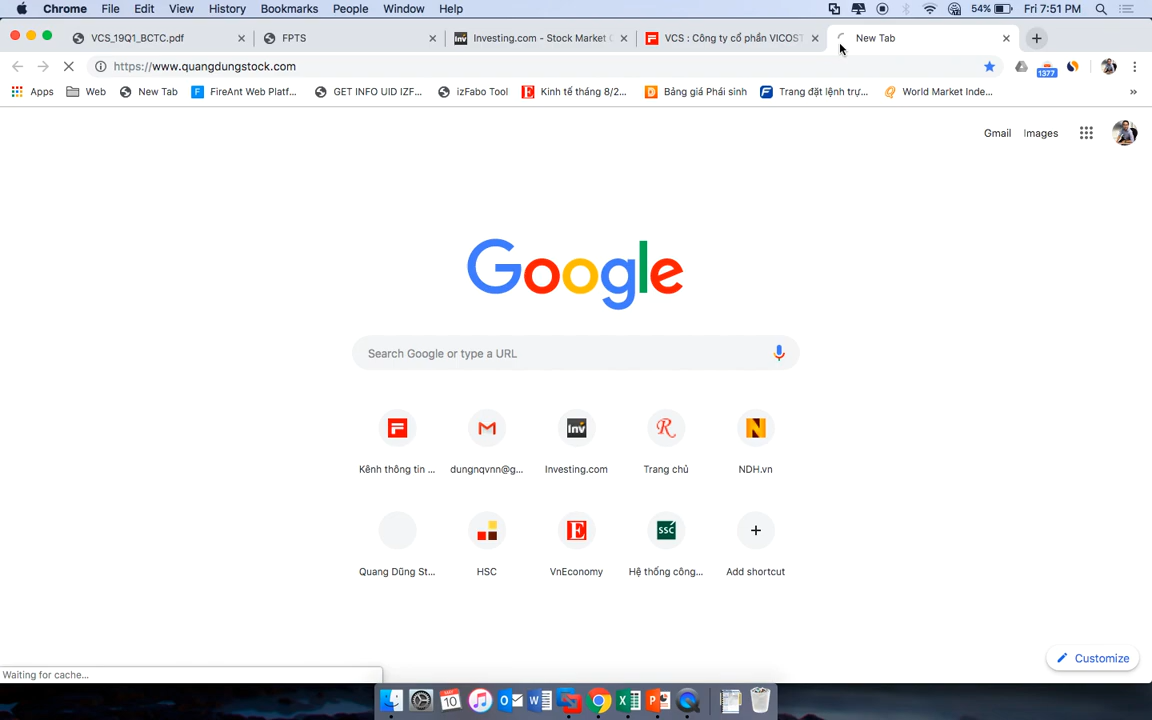 Chrome File Edit View History Bookmarks People Window Help 54% Fri 7:51 PM
VCS_19Q1_BCTC.pdf FPTS Investing.com - Stock Market VCS : Công ty cổ phần VICOST New Tab
https://www.quangdungstock.com 1377
Apps Web New Tab FireAnt Web Platf... GET INFO UID IZF... izFabo Tool Kinh tế tháng 8/2... Bảng giá Phái sinh Trang đặt lệnh trự... World Market Inde...
Gmail Images
Google
Search Google or type a URL
Kênh thông tin ... dungnqvnn@g... Investing.com Trang chủ NDH.vn
Quang Dũng St... HSC VnEconomy Hệ thống công... Add shortcut
Customize
Waiting for cache...